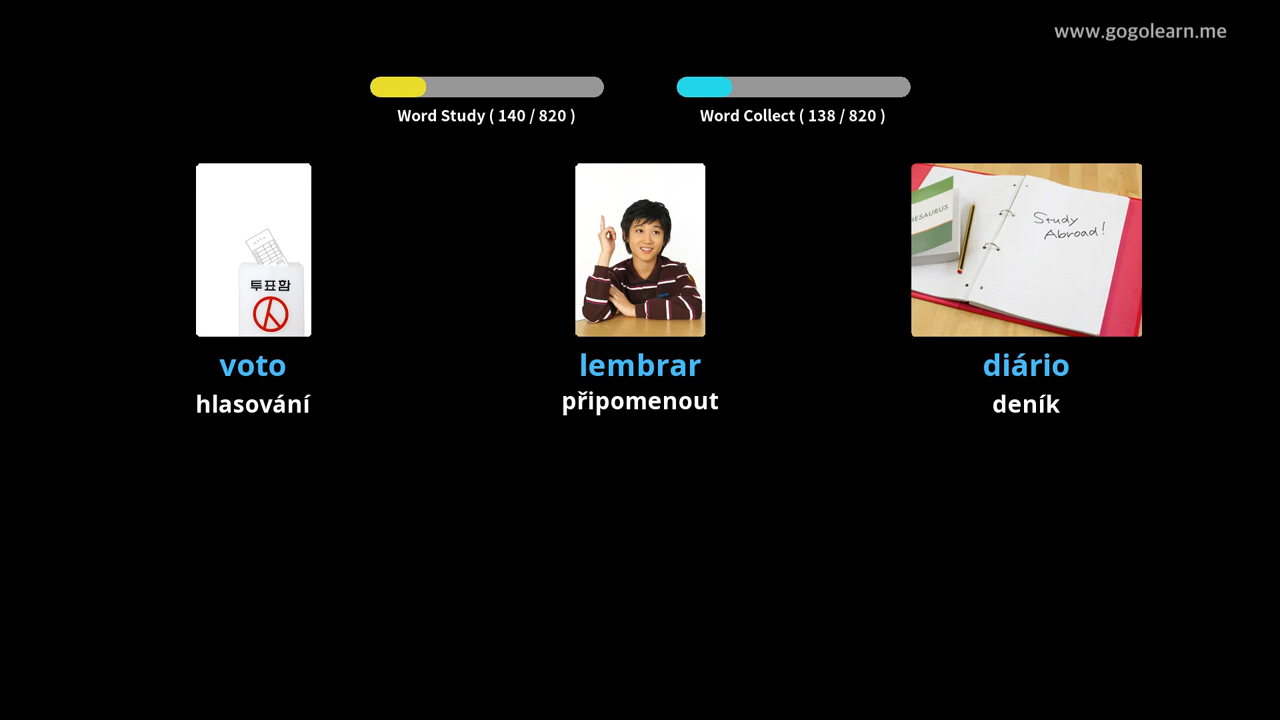 www.gogolearn.me
Word Study ( 140 / 820 )
Word Collect ( 138 / 820 )
투표함
THESAURUS
Study
Abroad!
voto
lembrar
diário
hlasování
připomenout
deník